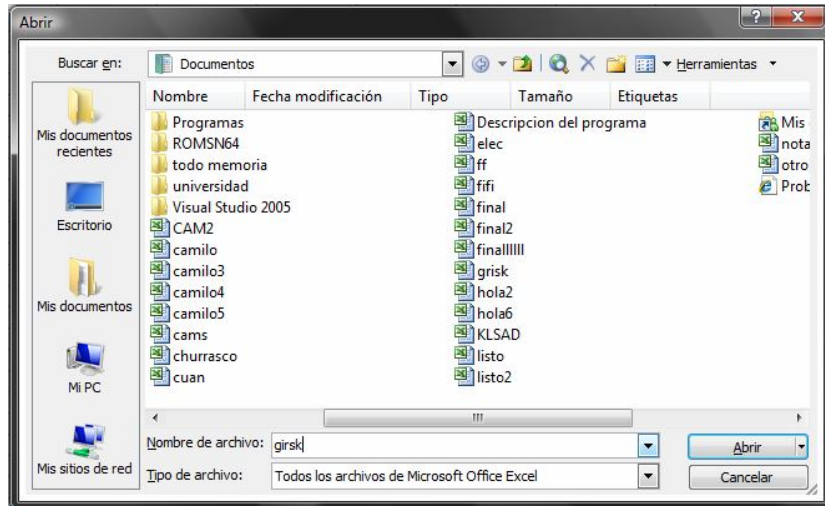 Abrir
Buscar en:
Documentos
Herramientas
Nombre Fecha modificación Tipo Tamaño Etiquetas
Mis documentos
recientes
Escritorio
Mis documentos
Mi PC
Mis sitios de red
Programas
ROMSN64
todo memoria
universidad
Visual Studio 2005
CAM2
camilo
camilo3
camilo4
camilo5
cams
churrasco
cuan
Descripcion del programa
elec
ff
fifi
final
final2
finalllllll
grisk
hola2
hola6
KLSAD
listo
listo2
Mis
nota
otro
Prob
Nombre de archivo: girsk
Abrir
Tipo de archivo: Todos los archivos de Microsoft Office Excel
Cancelar